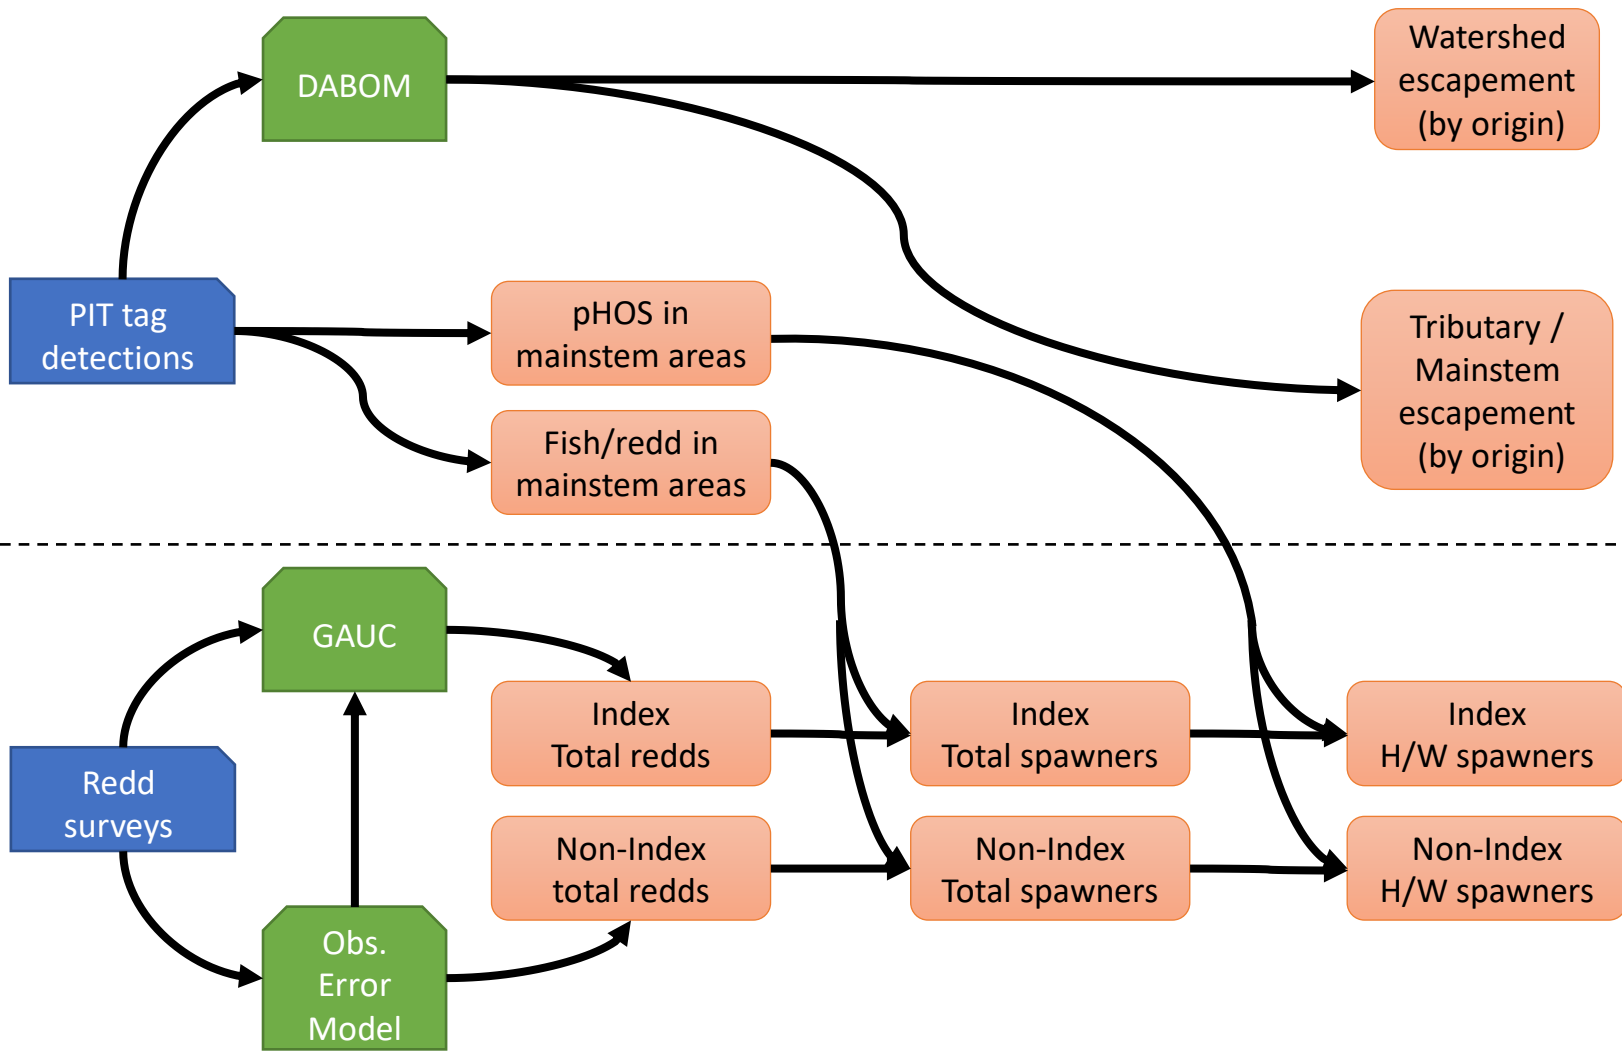 DABOM
Watershed
escapement
(by origin)
PIT tag
detections
pHOS in
mainstem areas
Fish/redd in
mainstem areas
Tributary /
Mainstem
escapement
(by origin)
GAUC
Redd
surveys
Index
Total redds
Index
Total spawners
Index
H/W spawners
Non-Index
total redds
Non-Index
Total spawners
Non-Index
H/W spawners
Obs.
Error
Model